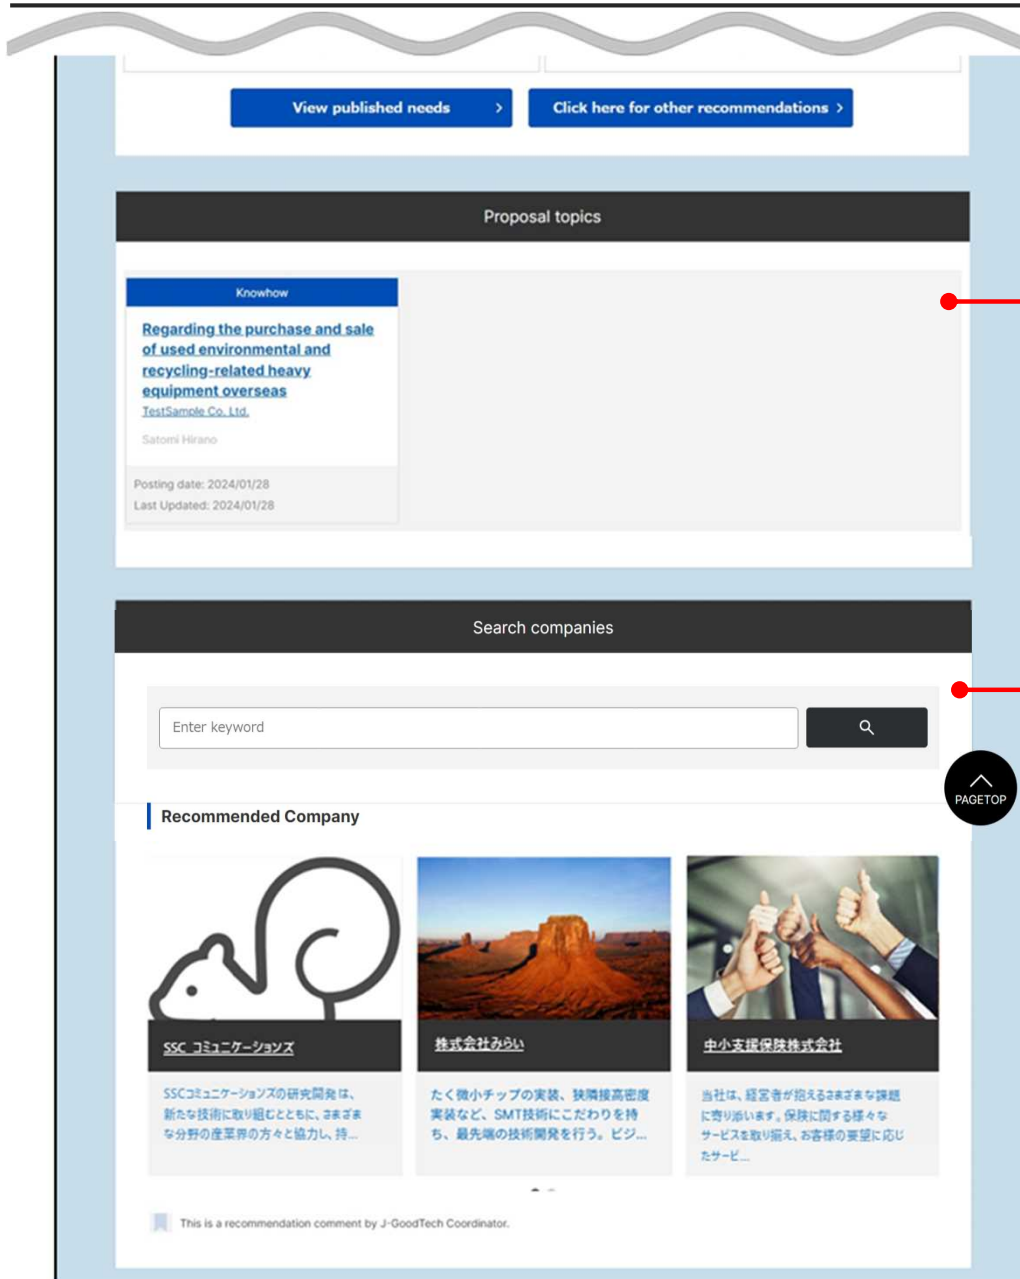 View published needs
Click here for other recommendations
Proposal topics
Knowhow
Regarding the purchase and sale
of used environmental and
recycling-related heavy
equipment overseas
TestSample Co. Ltd.
Satomi Hirano
Posting date: 2024/01/28
Last Updated: 2024/01/28
Search companies
Enter keyword
PAGETOP
Recommended Company
SSC コミュニケーションズ
SSCコミュニケーションズの研究開発は、
新たな技術に取り組むとともに、さまざま
な分野の産業界の方々と協力し、持...
株式会社みらい
たく微小チップの実装、狭隣接高密度
実装など、SMT技術にこだわりを持
ち、最先端の技術開発を行う。ビジ...
中小支援保険株式会社
当社は、経営者が抱えるさまざまな課題
に寄り添います。保険に関する様々な
サービスを取り揃え、お客様の要望に応じ
たサービ...
This is a recommendation comment by J-GoodTech Coordinator.